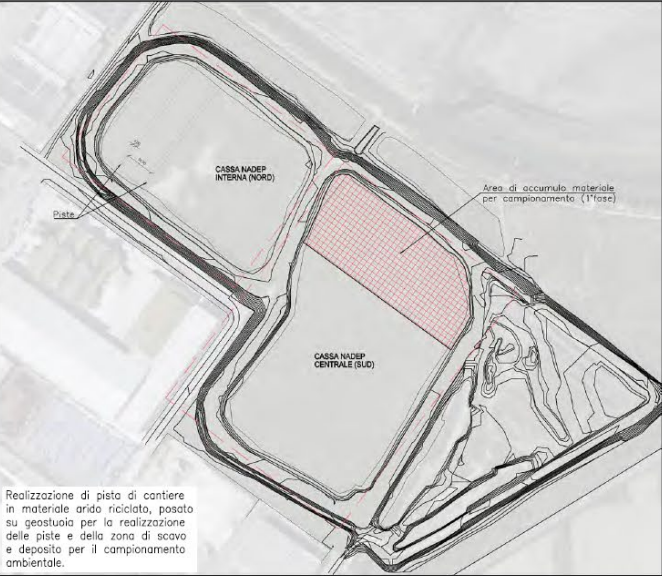 CASSA NADEP
INTERNA (NORD)
Area di accumulo materiale
per campionamento (1°fase)
Piste
CASSA NADEP
CENTRALE (SUD)
Realizzazione di pista di cantiere
in materiale arido riciclato, posato
su geostuoia per la realizzazione
delle piste e della zona di scavo
e deposito per il campionamento
ambientale.